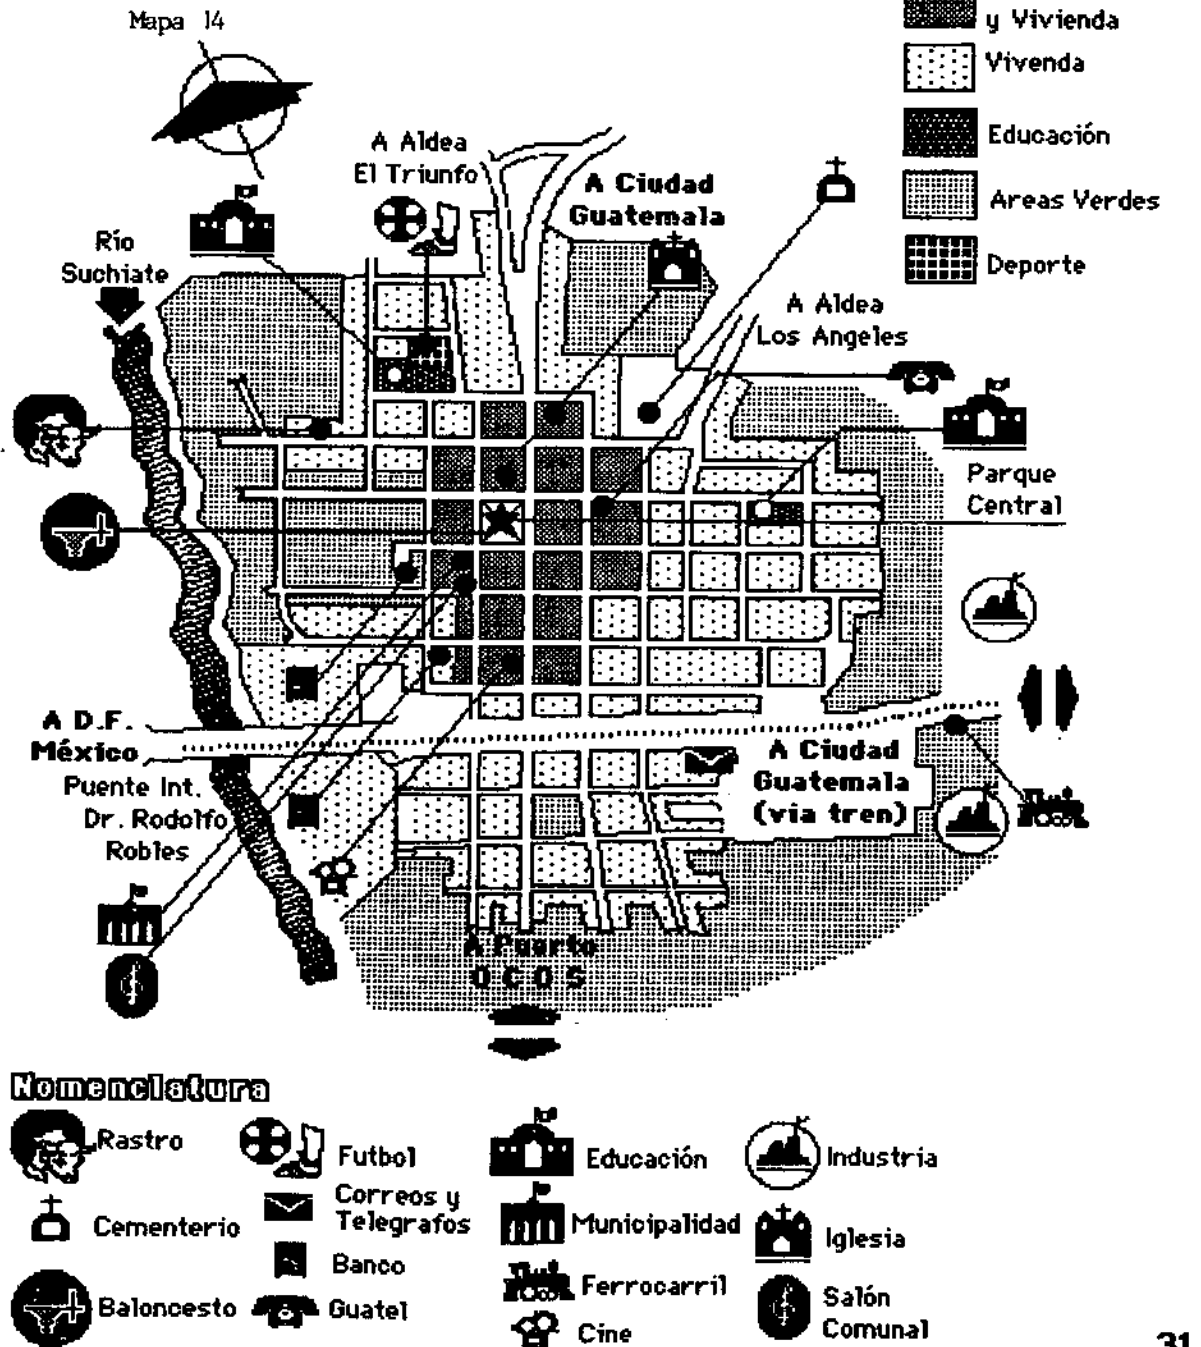 Mapa 14
y Vivienda
Vivenda
Educación
Areas Verdes
Deporte
A Aldea
El Triunfo
A Ciudad
Guatemala
Río
Suchiate
A Aldea
Los Angeles
Parque
Central
A D.F.
México
Puente Int.
Dr. Rodolfo
Robles
A Ciudad
Guatemala
(via tren)
A Puerto
OCOS
Nomenclatura
Rastro
Cementerio
Baloncesto
Futbol
Correos y
Telegrafos
Banco
Guatel
Educación
Municipalidad
Ferrocarril
Cine
Industria
Iglesia
Salón
Comunal
31